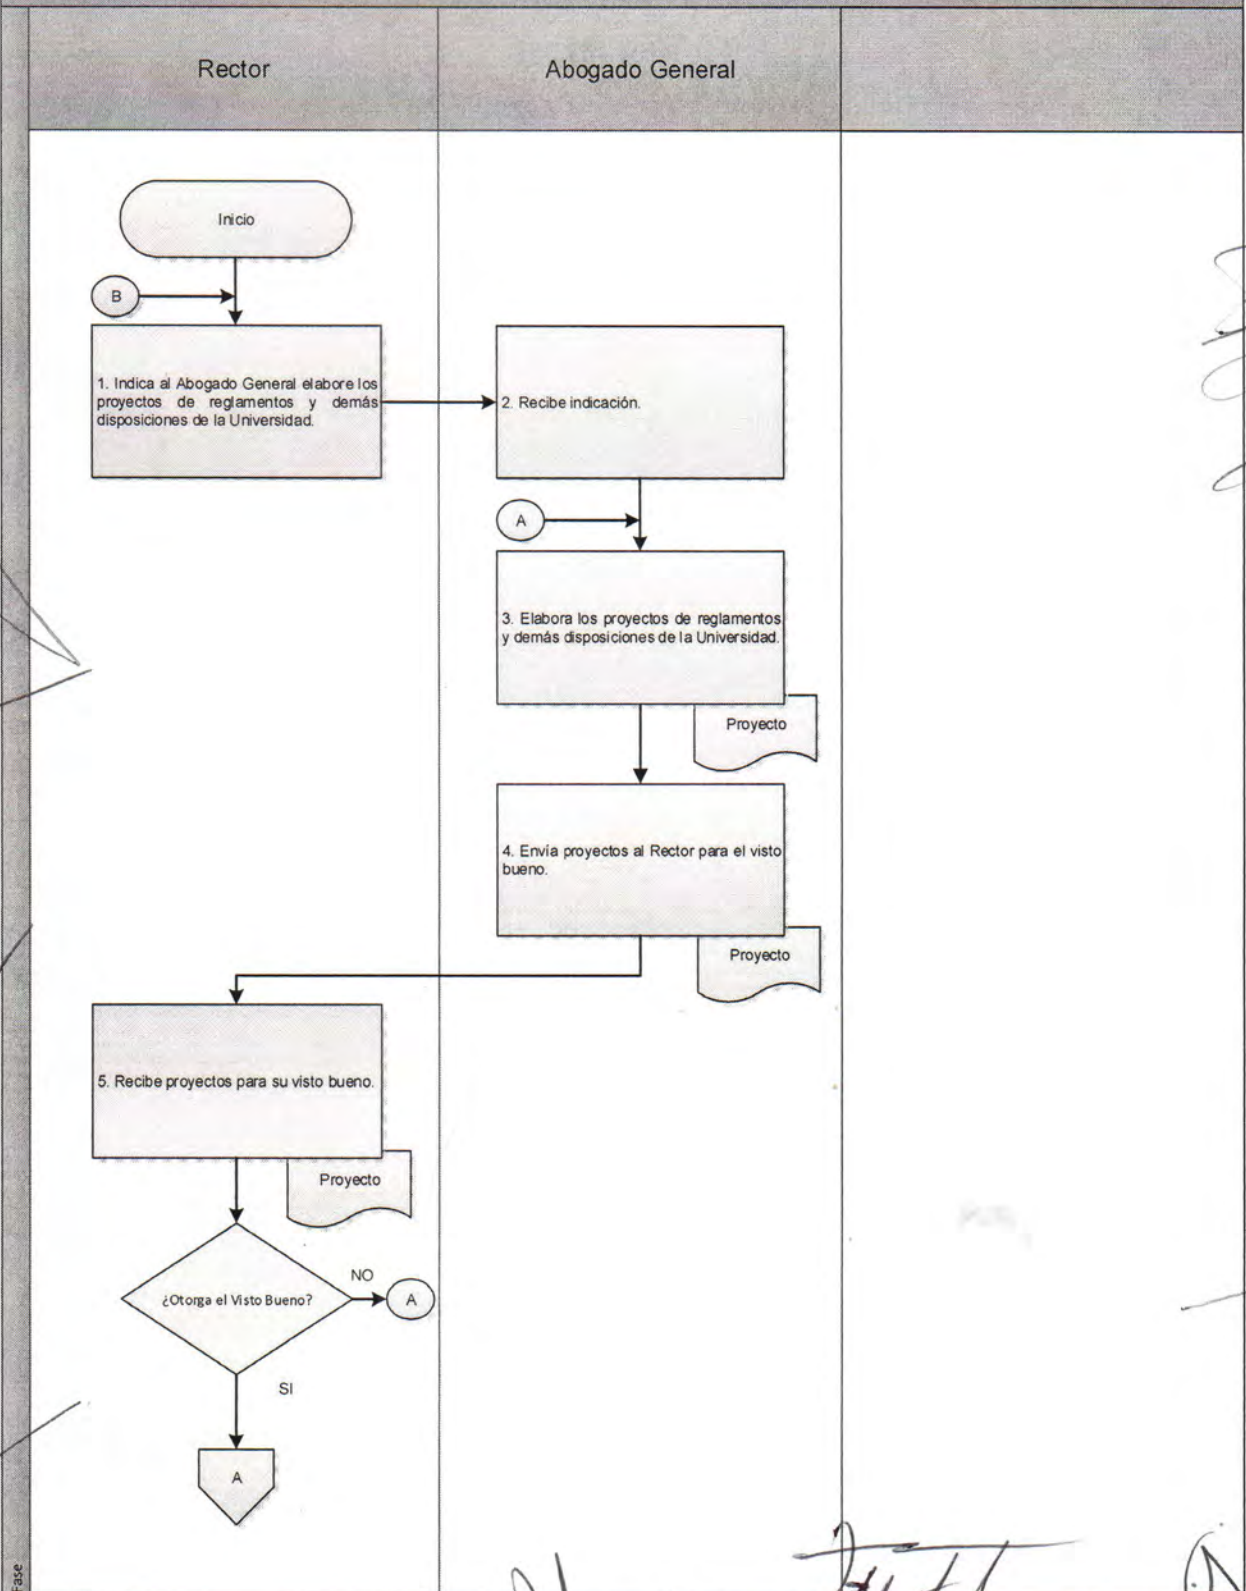 Rector
Abogado General
Inicio
B
1. Indica al Abogado General elabore los
proyectos de reglamentos y demás
disposiciones de la Universidad.
2. Recibe indicación.
A
3. Elabora los proyectos de reglamentos
y demás disposiciones de la Universidad.
Proyecto
4. Envía proyectos al Rector para el visto
bueno.
Proyecto
5. Recibe proyectos para su visto bueno.
Proyecto
¿Otorga el Visto Bueno?
NO
A
SI
A
Fase